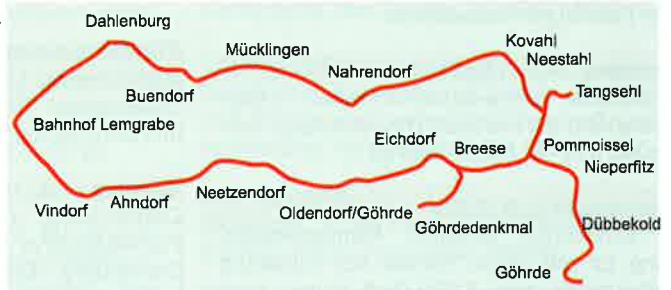 Dahlenburg
Mücklingen
Kovahl
Neestahl
Nahrendorf
Buendorf
Tangsehl
Bahnhof Lemgrabe
Eichdorf
Breese
Pommoissel
Nieperfitz
Neetzendorf
Ahndorf
Vindorf
Oldendorf/Göhrde
Göhrdedenkmal
Dübbekold
Göhrde